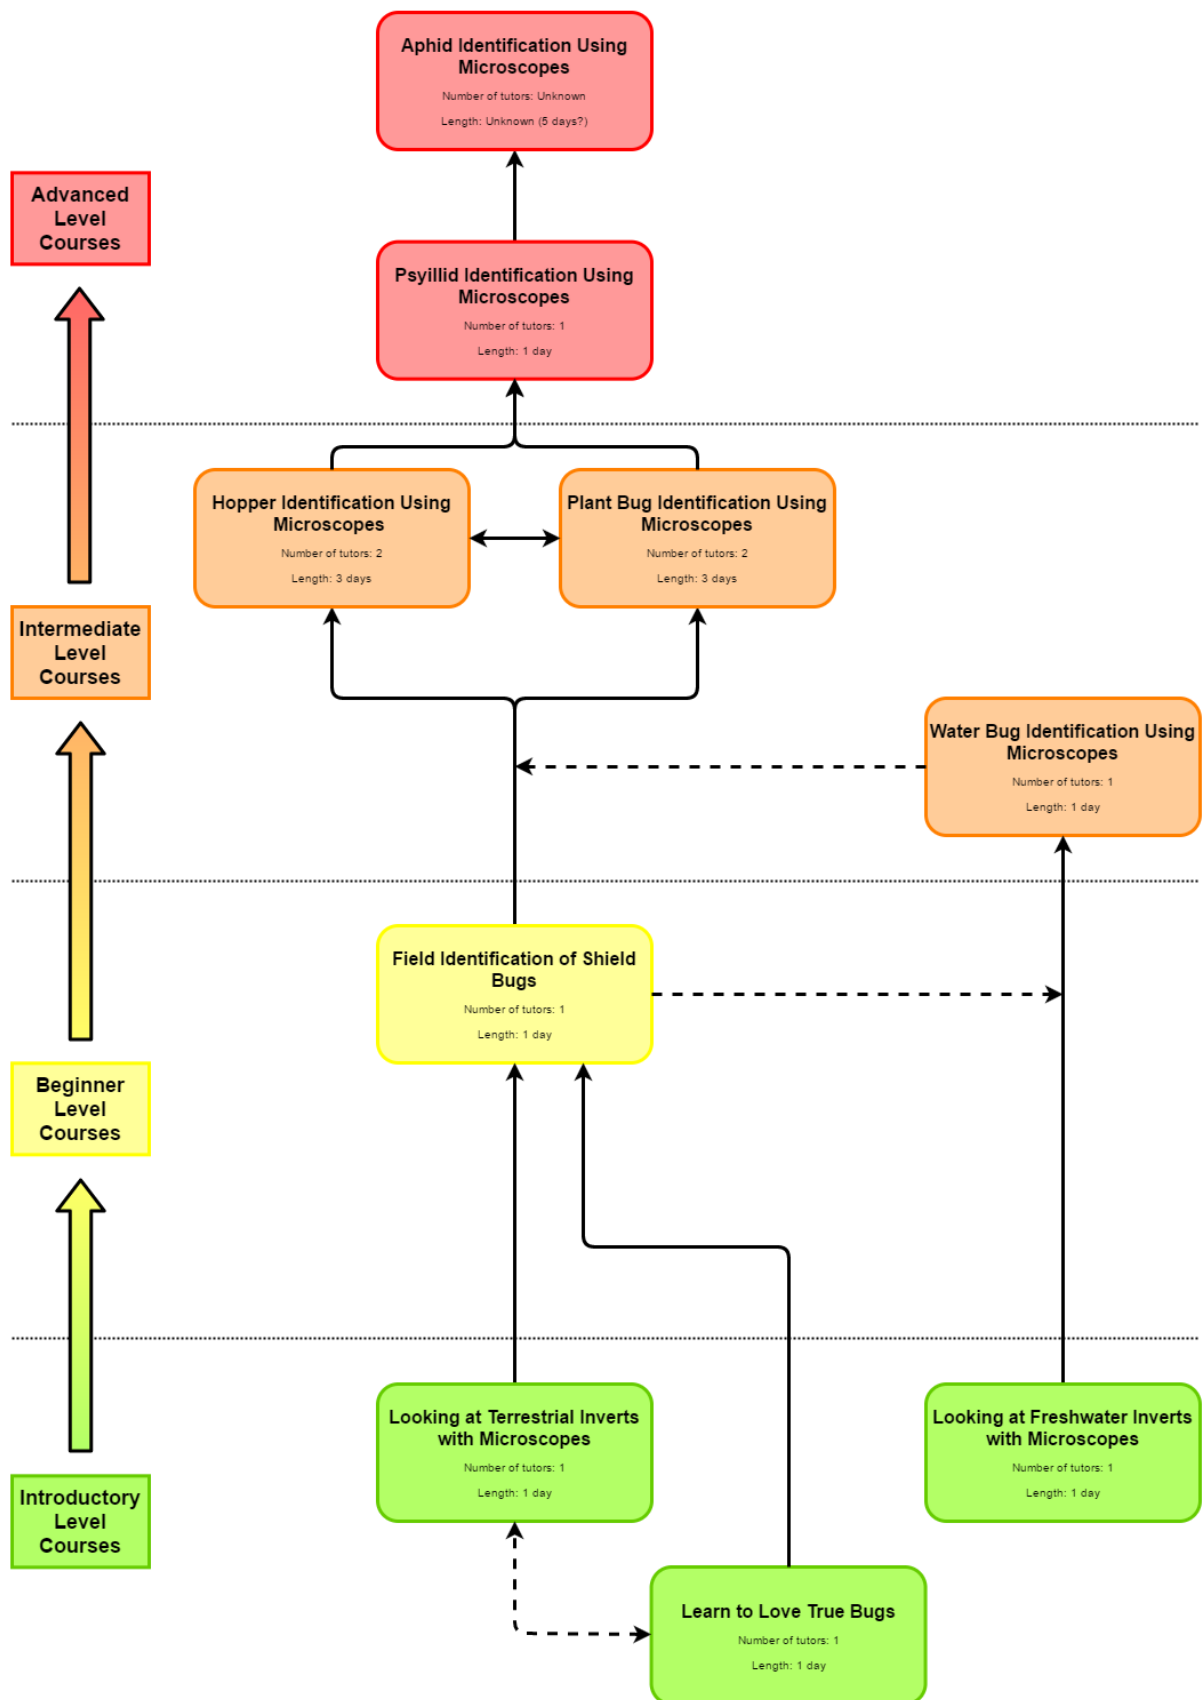 Aphid Identification Using
Microscopes
Number of tutors: Unknown
Length: Unknown (5 days?)
Advanced
Level
Courses
Psyillid Identification Using
Microscopes
Number of tutors: 1
Length: 1 day
Hopper Identification Using
Microscopes
Number of tutors: 2
Length: 3 days
Plant Bug Identification Using
Microscopes
Number of tutors: 2
Length: 3 days
Intermediate
Level
Courses
Water Bug Identification Using
Microscopes
Number of tutors: 1
Length: 1 day
Field Identification of Shield
Bugs
Number of tutors: 1
Length: 1 day
Beginner
Level
Courses
Looking at Terrestrial Inverts
with Microscopes
Number of tutors: 1
Length: 1 day
Looking at Freshwater Inverts
with Microscopes
Number of tutors: 1
Length: 1 day
Introductory
Level
Courses
Learn to Love True Bugs
Number of tutors: 1
Length: 1 day